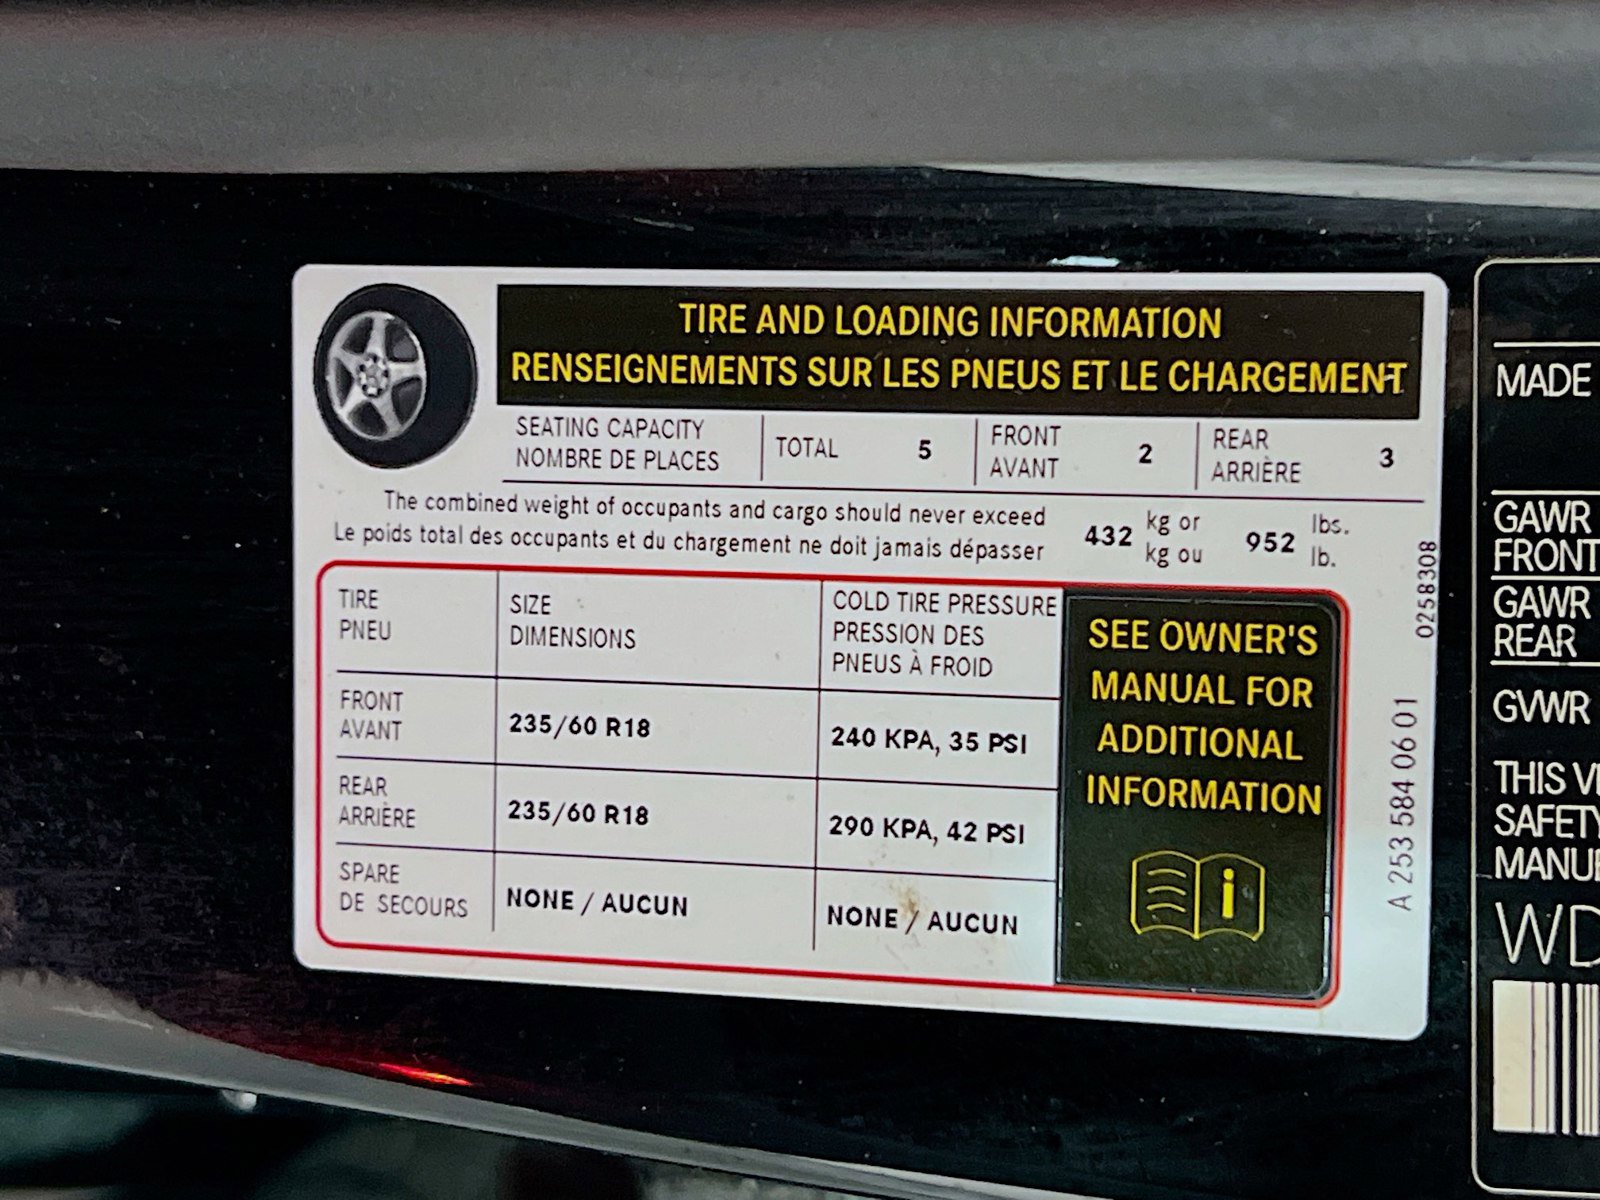 TIRE AND LOADING INFORMATION
RENSEIGNEMENTS SUR LES PNEUS ET LE CHARGEMENT
SEATING CAPACITY
NOMBRE DE PLACES
TOTAL 5
FRONT
AVANT
2
REAR
ARRIÈRE
3
The combined weight of occupants and cargo should never exceed
Le poids total des occupants et du chargement ne doit jamais dépasser
432
kg or
kg ou
952
lbs.
lb.
TIRE
PNEU
SIZE
DIMENSIONS
COLD TIRE PRESSURE
PRESSION DES
PNEUS À FROID
FRONT
AVANT
235/60 R18
240 KPA, 35 PSI
REAR
ARRIÈRE
235/60 R18
290 KPA, 42 PSI
SPARE
DE SECOURS
NONE / AUCUN
NONE / AUCUN
SEE OWNER'S
MANUAL FOR
ADDITIONAL
INFORMATION
A 253 584 06 01
0258308
MADE
GAWR
FRONT
GAWR
REAR
GVWR
THIS
SAFETY
WD